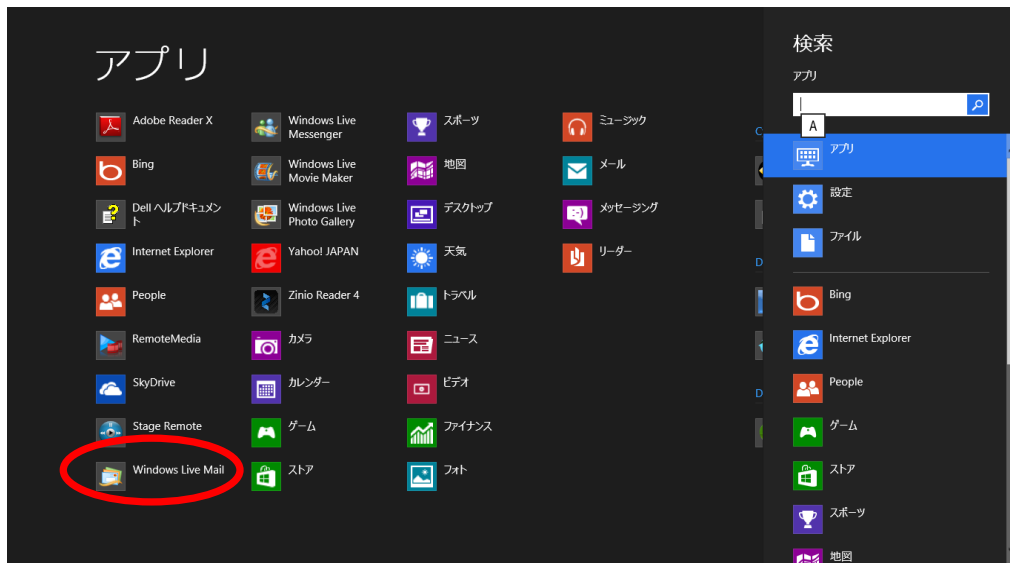 アプリ
Adobe Reader X
Bing
Dell ヘルプドキュメン
ト
Internet Explorer
People
RemoteMedia
SkyDrive
Stage Remote
Windows Live Mail
Windows Live
Messenger
Windows Live
Movie Maker
Windows Live
Photo Gallery
Yahoo! JAPAN
Zinio Reader 4
カメラ
カレンダー
ゲーム
ストア
スポーツ
地図
デスクトップ
天気
トラベル
ニュース
ビデオ
ファイナンス
フォト
ミュージック
メール
メッセージング
リーダー
C
D
D
検索
アプリ
A
アプリ
設定
ファイル
Bing
Internet Explorer
People
ゲーム
ストア
スポーツ
地図